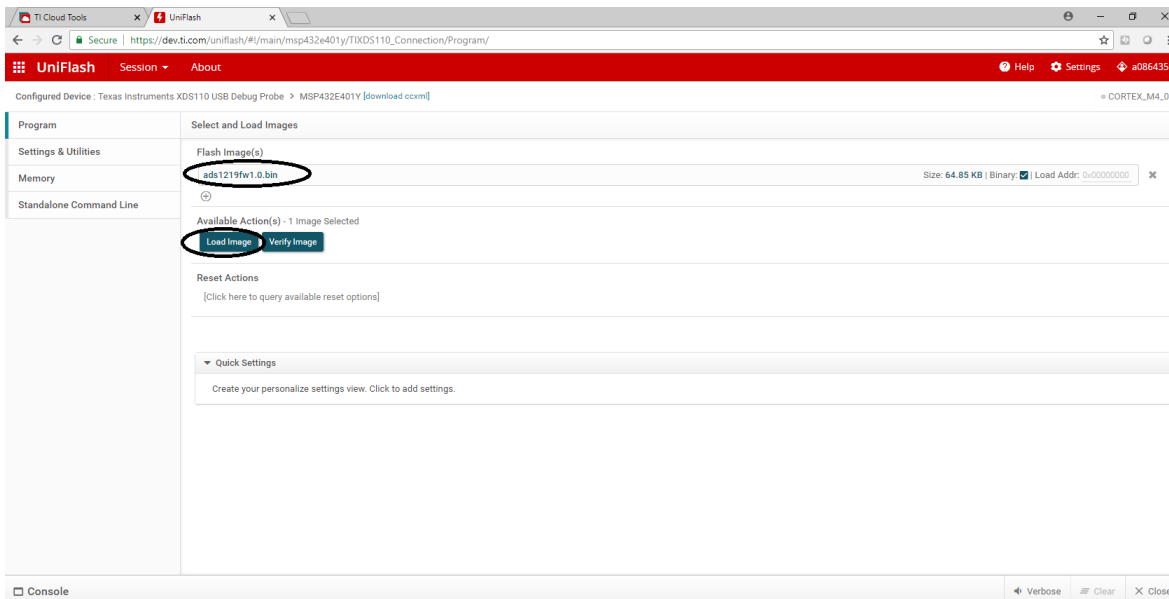 TI Cloud Tools
UniFlash
Secure | https://dev.ti.com/uniflash/#!/main/msp432e401y/TIXDS110_Connection/Program/
UniFlash Session About Help Settings a086435
Configured Device : Texas Instruments XDS110 USB Debug Probe > MSP432E401Y [download ccxml] CORTEX_M4_0
Program
Settings & Utilities
Memory
Standalone Command Line
Select and Load Images
Flash Image(s)
ads1219fw1.0.bin Size: 64.85 KB | Binary: | Load Addr: 0x00000000
Available Action(s) - 1 Image Selected
Load Image Verify Image
Reset Actions
[Click here to query available reset options]
Quick Settings
Create your personalize settings view. Click to add settings.
Console Verbose Clear Close